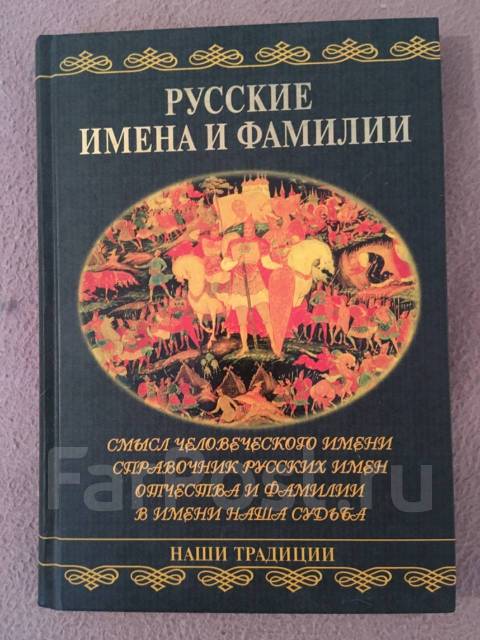 РУССКИЕ
ИМЕНА И ФАМИЛИИ
СМЫСЛ ЧЕЛОВЕЧЕСКОГО ИМЕНИ
СПРАВОЧНИК РУССКИХ ИМЕН
ОТЧЕСТВА И ФАМИЛИИ
В ИМЕНИ НАША СУДЬБА
НАШИ ТРАДИЦИИ